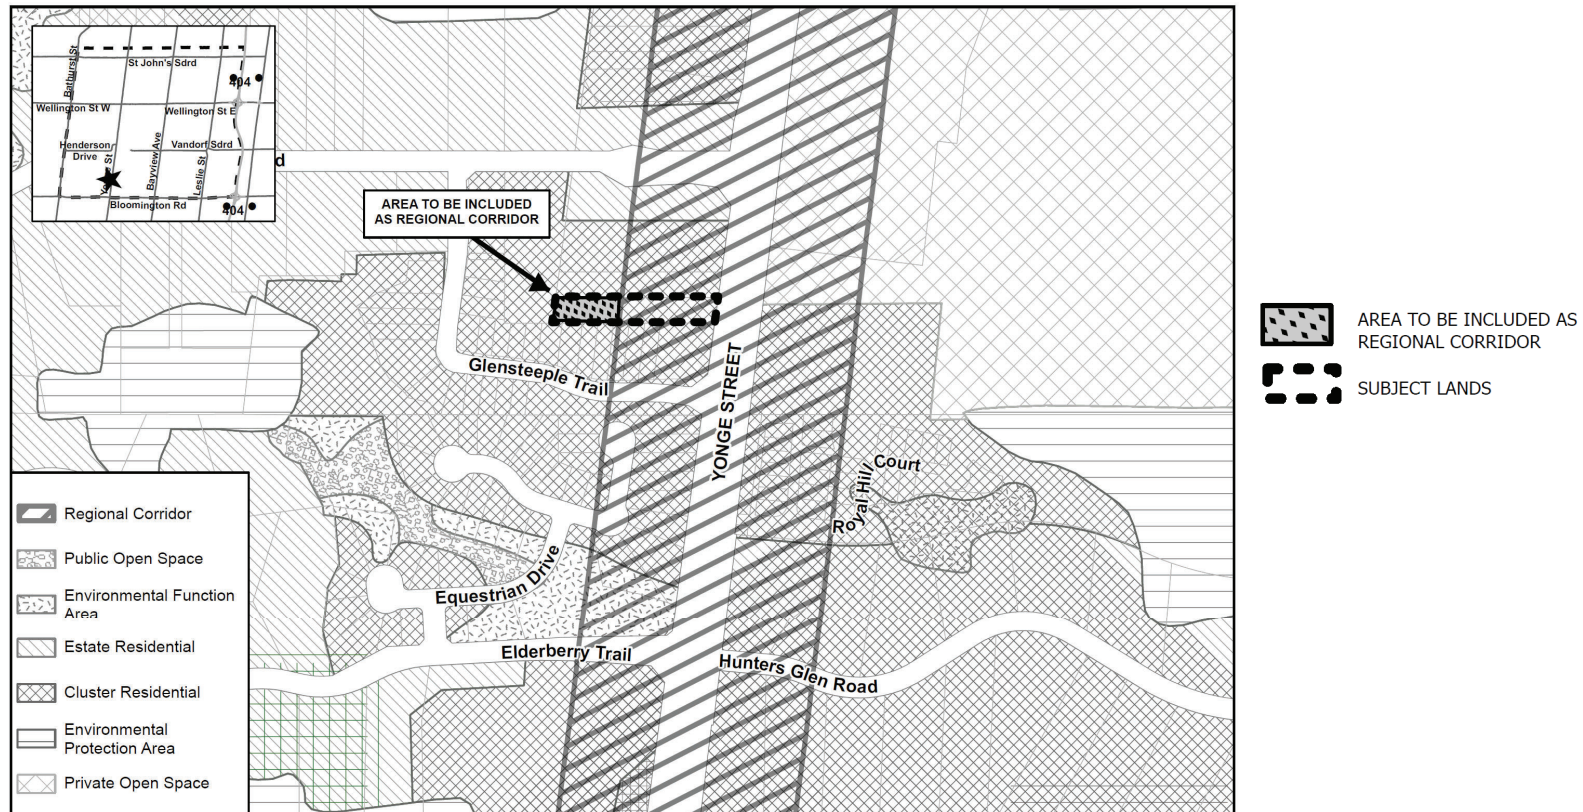 St John's Sdrd
Bathurst St
404
Wellington St W
Wellington St E
Henderson
Drive
Bayview Ave
Vandorf Sdrd
Leslie St
Bloomington Rd
404
d
AREA TO BE INCLUDED
AS REGIONAL CORRIDOR
Glensteeple Trail
YONGE STREET
Royal Hill Court
Equestrian Drive
Elderberry Trail
Hunters Glen Road
Regional Corridor
Public Open Space
Environmental Function
Area
Estate Residential
Cluster Residential
Environmental
Protection Area
Private Open Space
AREA TO BE INCLUDED AS
REGIONAL CORRIDOR
SUBJECT LANDS